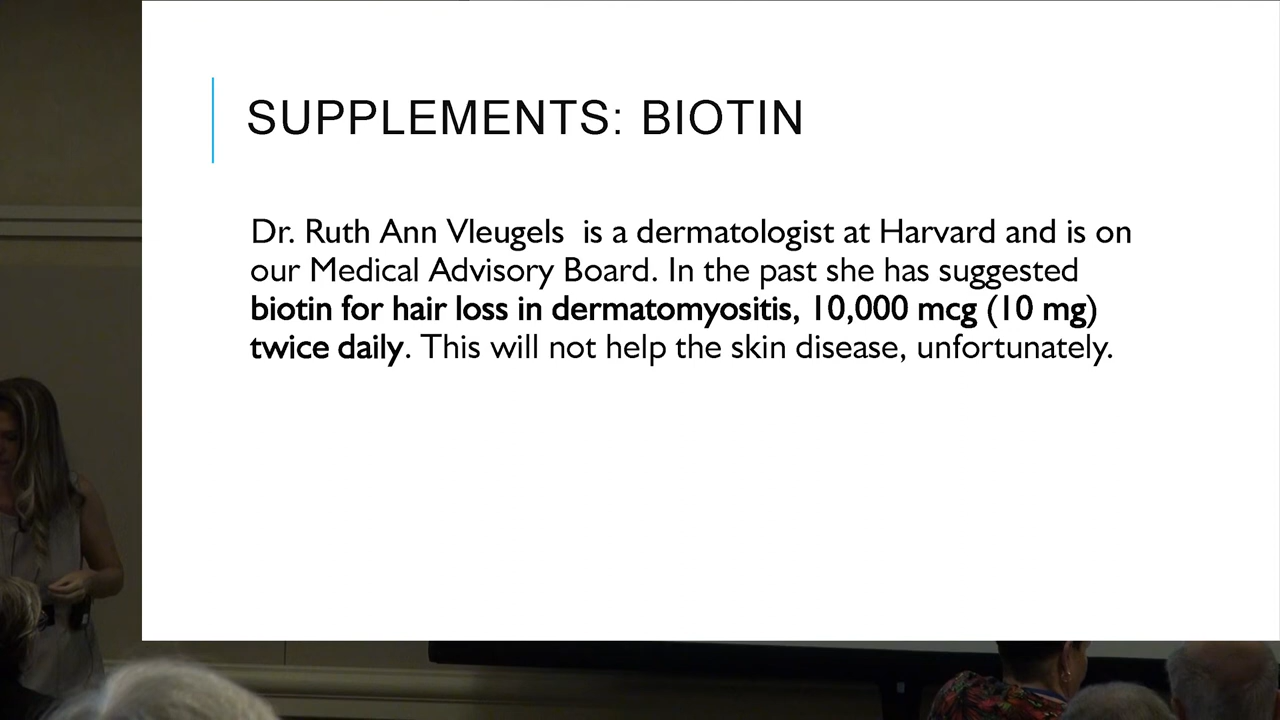 SUPPLEMENTS: BIOTIN
Dr. Ruth Ann Vleugels  is a dermatologist at Harvard and is on
our Medical Advisory Board. In the past she has suggested
biotin for hair loss in dermatomyositis, 10,000 mcg (10 mg)
twice daily. This will not help the skin disease, unfortunately.